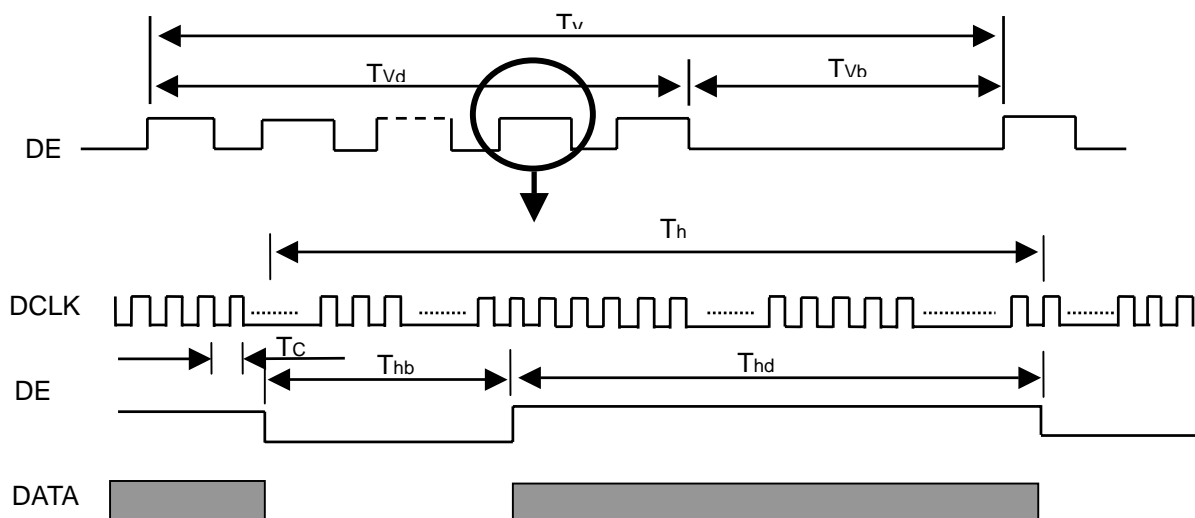 Tv
TVd
TVb
DE
Th
DCLK
TC
Thb
Thd
DE
DATA